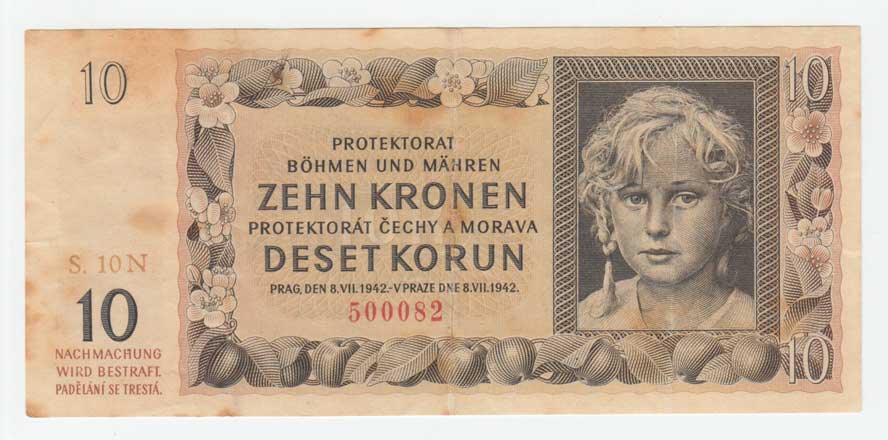 10
PROTEKTORAT
BÖHMEN UND MÄHREN
ZEHN KRONEN
PROTEKTORÁT ČECHY A MORAVA
DESET KORUN
PRAG, DEN 8.VII.1942.-V PRAZE DNE 8.VII.1942.
500082
S. 10 N
10
NACHMACHUNG
WIRD BESTRAFT.
PADĚLÁNÍ SE TRESTÁ.
10
10